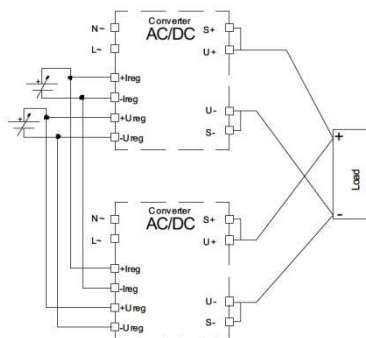 Converter
AC/DC
N~
L~
+Ireg
-Ireg
+Ureg
-Ureg
S+
U+
U-
S-
+
-
Load
Converter
AC/DC
N~
L~
+Ireg
-Ireg
+Ureg
-Ureg
S+
U+
U-
S-